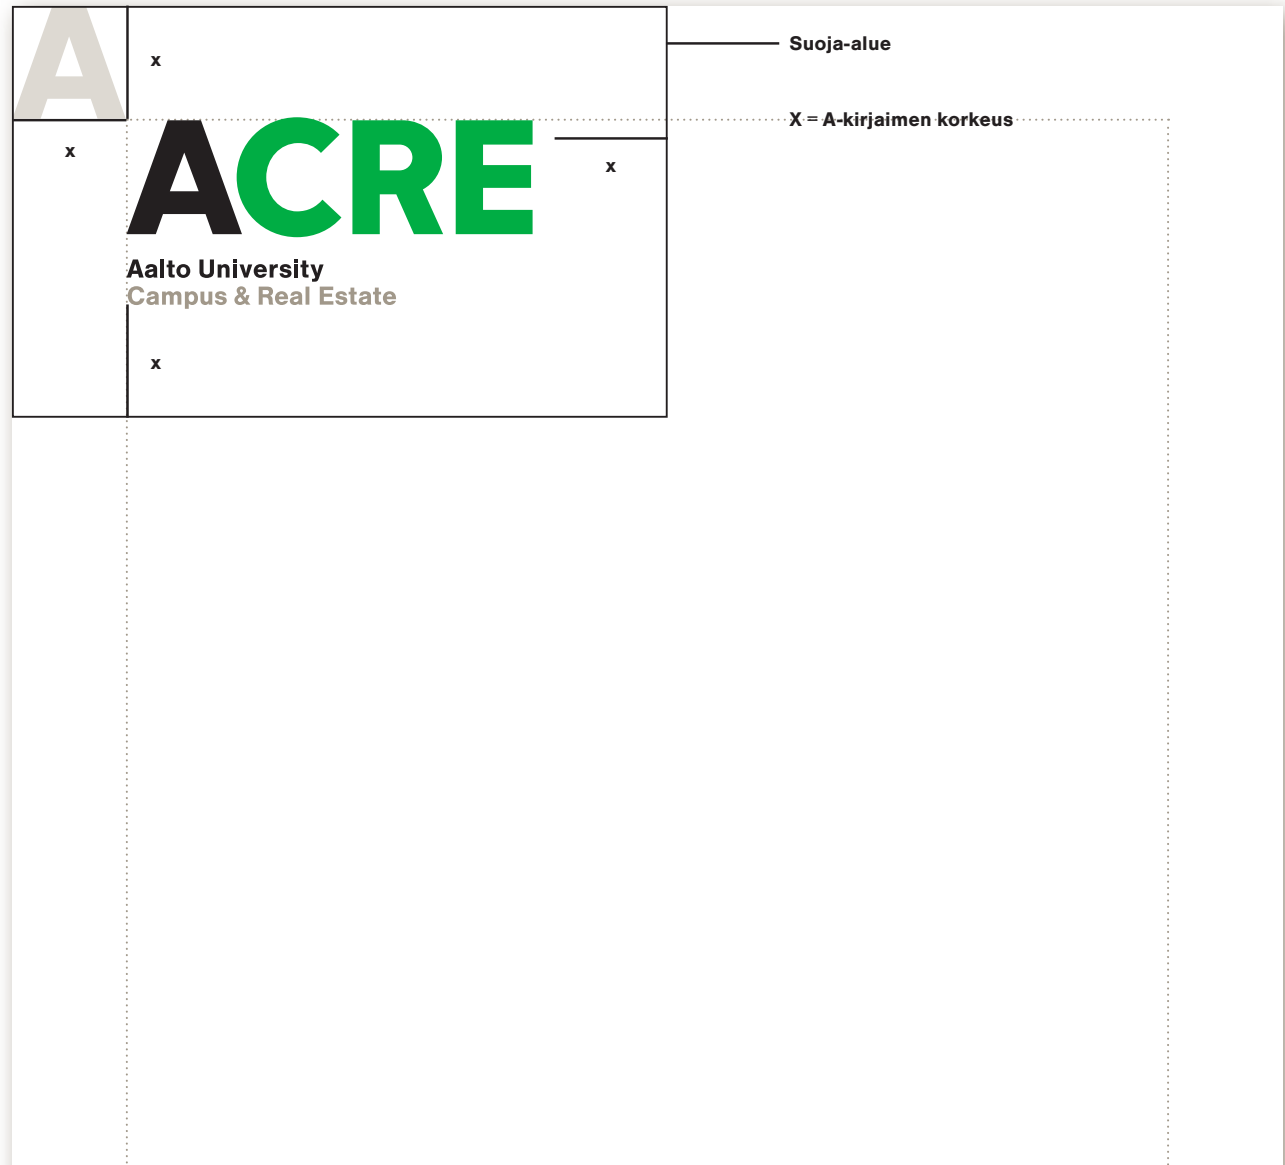 A
x
Suoja-alue
X = A-kirjaimen korkeus
x
ACRE
x
Aalto University
Campus & Real Estate
x